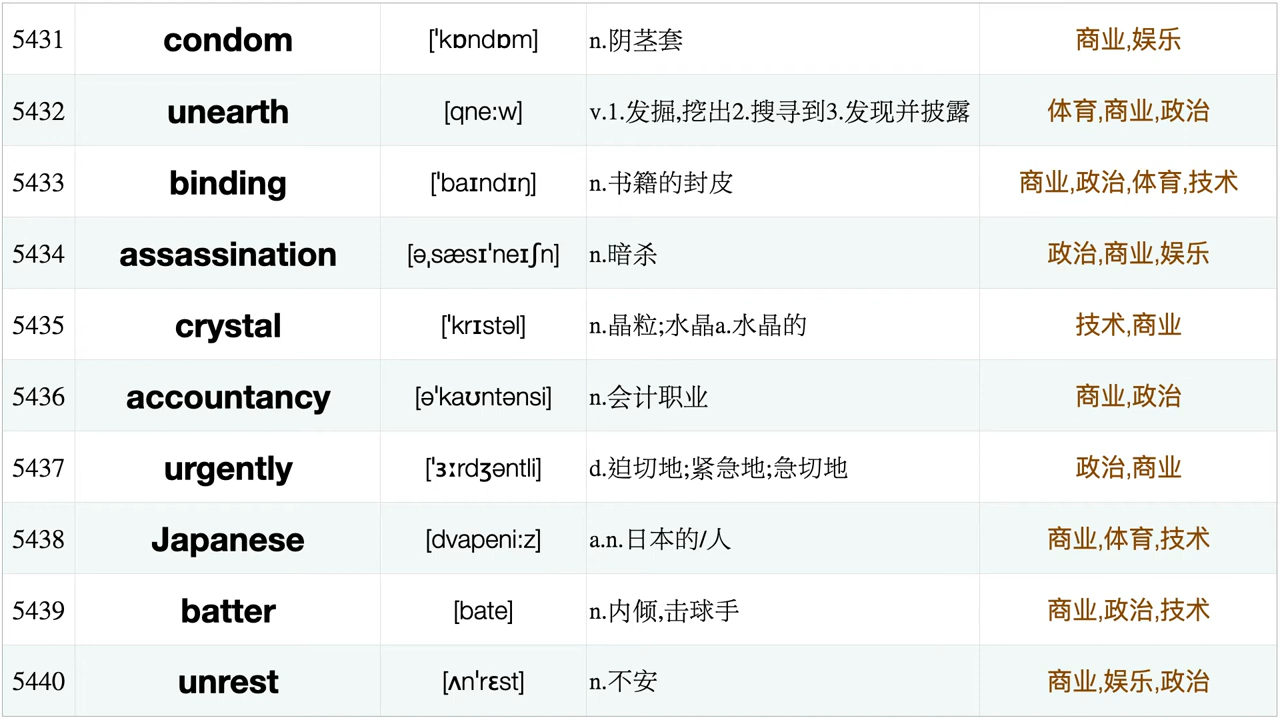 5431 condom [ˈkɒndɒm] n.阴茎套 商业,娱乐
5432 unearth [qne:w] v.1.发掘,挖出2.搜寻到3.发现并披露 体育,商业,政治
5433 binding [ˈbaɪndɪŋ] n.书籍的封皮 商业,政治,体育,技术
5434 assassination [əˌsæsɪˈneɪʃn] n.暗杀 政治,商业,娱乐
5435 crystal [ˈkrɪstəl] n.晶粒;水晶a.水晶的 技术,商业
5436 accountancy [əˈkaʊntənsi] n.会计职业 商业,政治
5437 urgently [ˈɜːrdʒəntli] d.迫切地;紧急地;急切地 政治,商业
5438 Japanese [dvapeni:z] a.n.日本的/人 商业,体育,技术
5439 batter [bate] n.内倾,击球手 商业,政治,技术
5440 unrest [ʌnˈrɛst] n.不安 商业,娱乐,政治